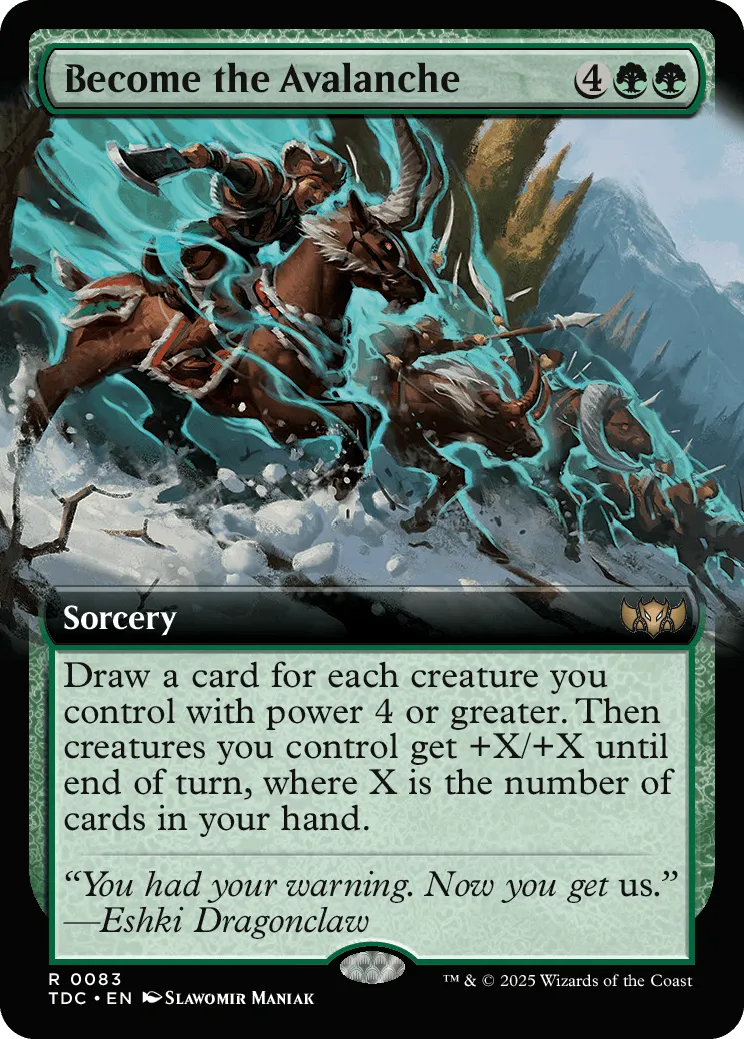 Become the Avalanche 4
Sorcery
Draw a card for each creature you
control with power 4 or greater. Then
creatures you control get +X/+X until
end of turn, where X is the number of
cards in your hand.
“You had your warning. Now you get us.”
—Eshki Dragonclaw
R 0083
TDC • EN Slawomir Maniak
™ & © 2025 Wizards of the Coast